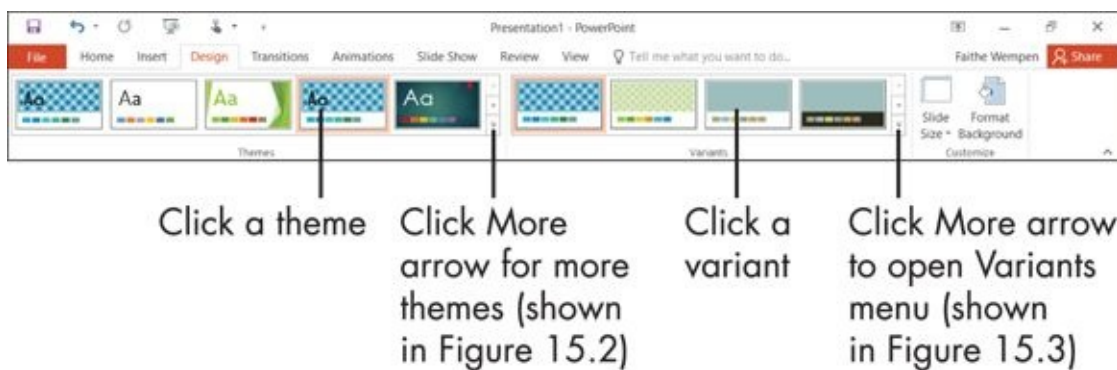 Presentation1 - PowerPoint
File Home Insert Design Transitions Animations Slide Show Review View Tell me what you want to do... Faithe Wempen Share
Aa Aa Aa Aa Aa
Slide Format
Size Background
Themes Variants Customize
Click a theme
Click More
arrow for more
themes (shown
in Figure 15.2)
Click a
variant
Click More arrow
to open Variants
menu (shown
in Figure 15.3)